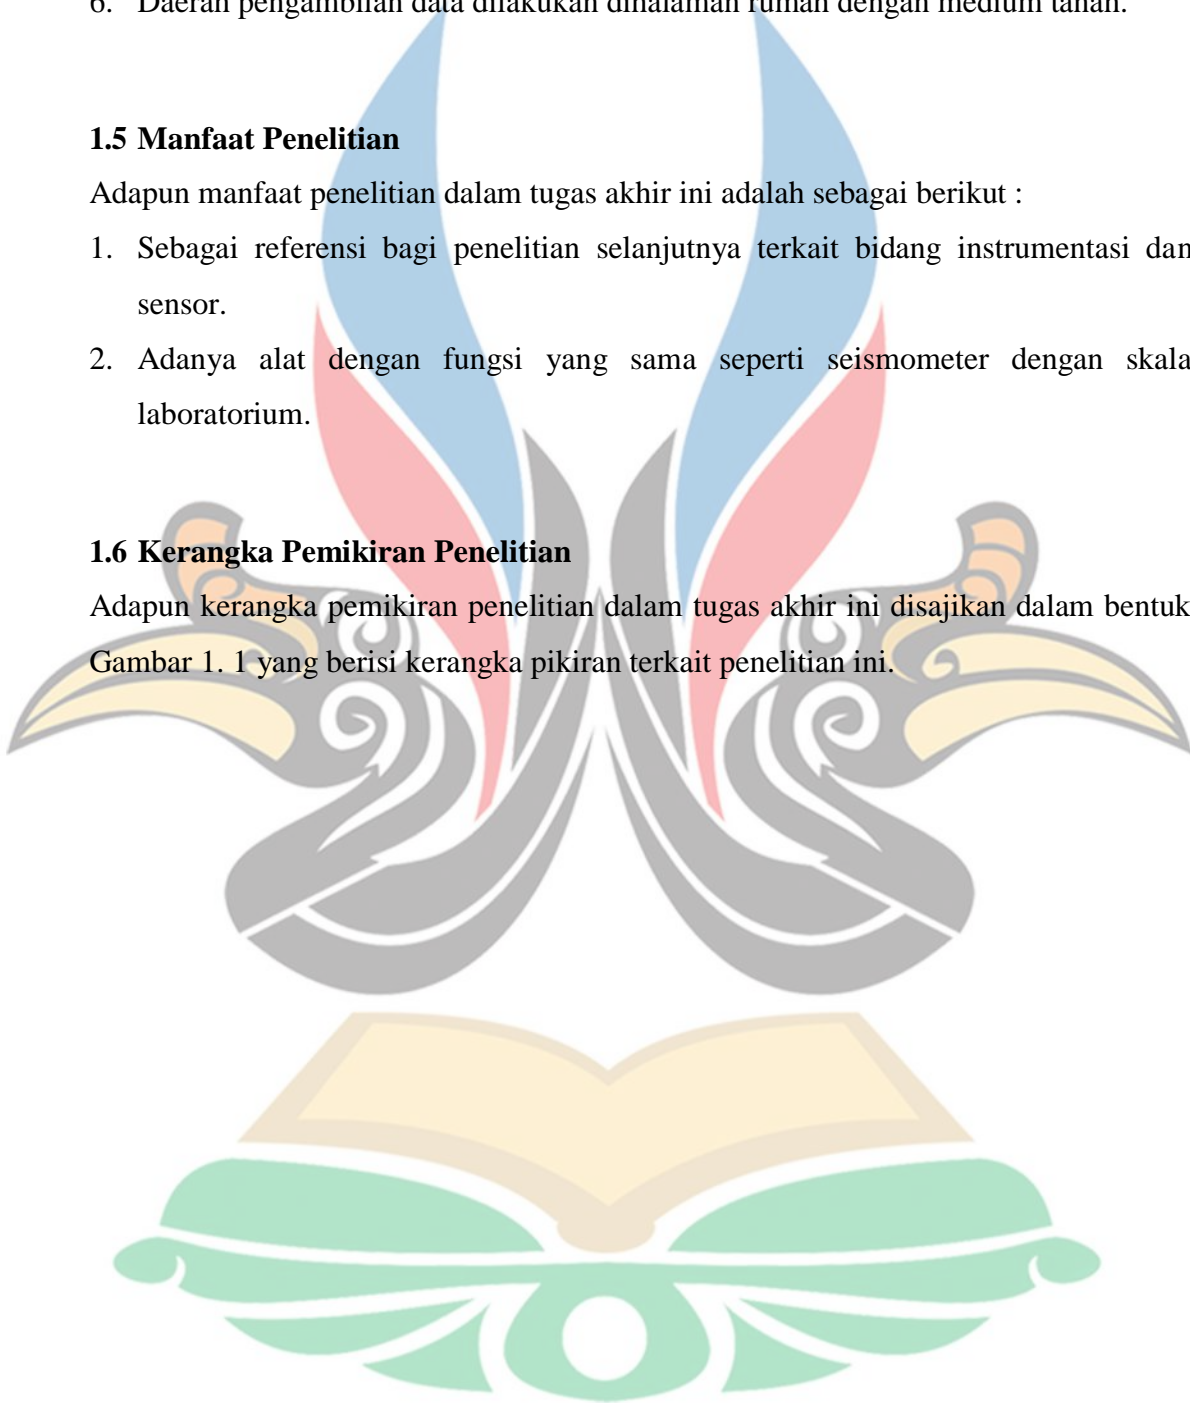 6. Daerah pengambilan data dilakukan dihalaman rumah dengan medium tanah.
1.5 Manfaat Penelitian
Adapun manfaat penelitian dalam tugas akhir ini adalah sebagai berikut :
1. Sebagai referensi bagi penelitian selanjutnya terkait bidang instrumentasi dan
sensor.
2. Adanya alat dengan fungsi yang sama seperti seismometer dengan skala
laboratorium.
1.6 Kerangka Pemikiran Penelitian
Adapun kerangka pemikiran penelitian dalam tugas akhir ini disajikan dalam bentuk
Gambar 1. 1 yang berisi kerangka pikiran terkait penelitian ini.